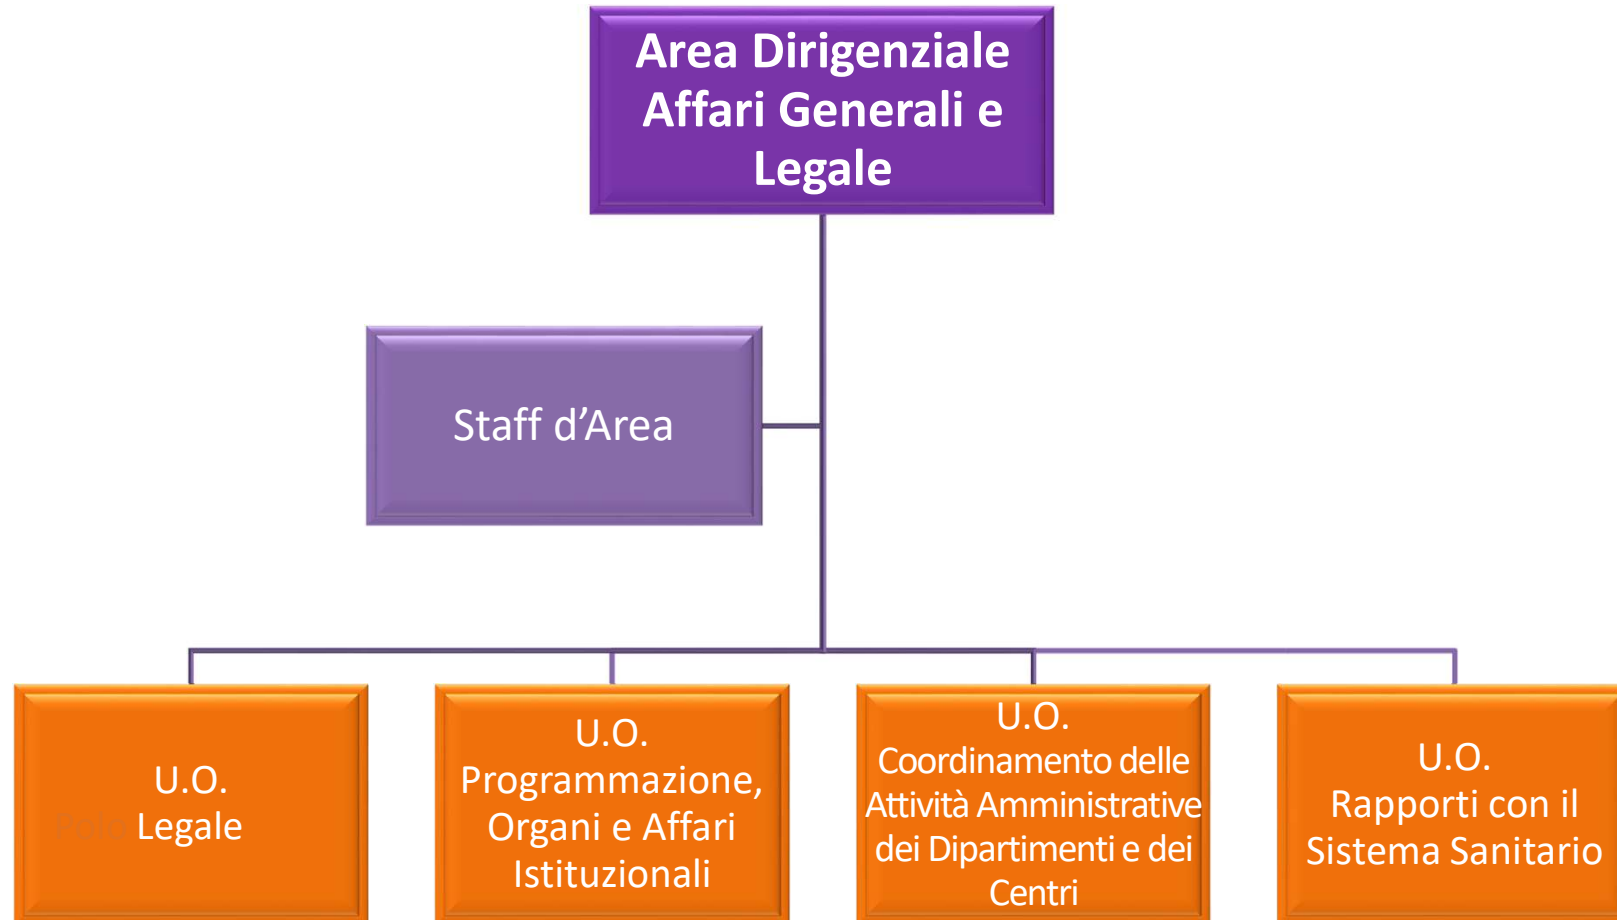 Area Dirigenziale
Affari Generali e
Legale
Staff d’Area
U.O.
Polo Legale
U.O.
Programmazione,
Organi e Affari
Istituzionali
U.O.
Coordinamento delle
Attività Amministrative
dei Dipartimenti e dei
Centri
U.O.
Rapporti con il
Sistema Sanitario